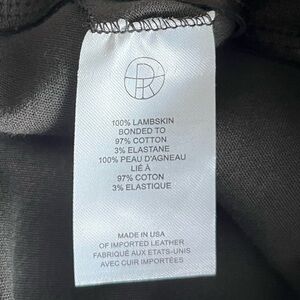 100% LAMBSKIN
BONDED TO
97% COTTON
3% ELASTANE
100% PEAU D'AGNEAU
LIÉ À
97% COTON
3% ELASTIQUE
MADE IN USA
OF IMPORTED LEATHER
FABRIQUÉ AUX ETATS-UNIS
AVEC CUIR IMPORTÉES